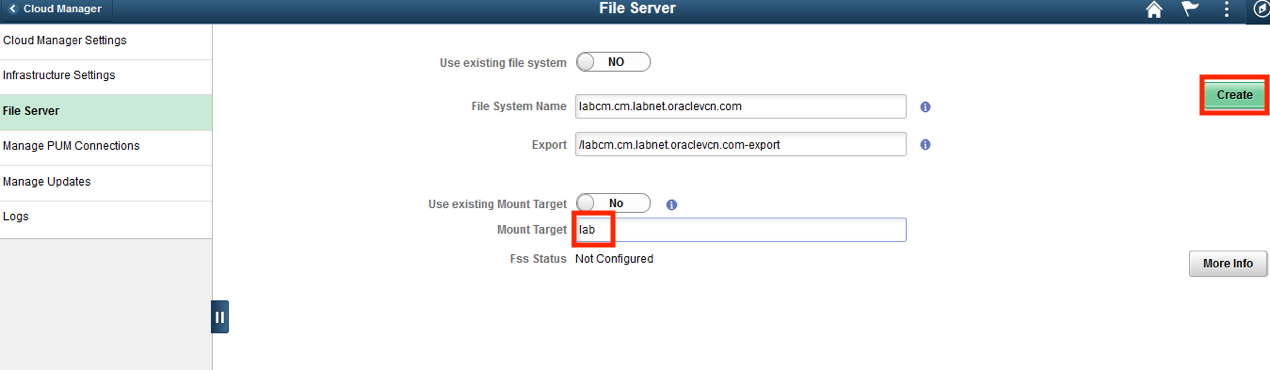 Cloud Manager
File Server
Cloud Manager Settings
Infrastructure Settings
File Server
Manage PUM Connections
Manage Updates
Logs
Use existing file system NO
File System Name labcm.cm.labnet.oraclevcn.com
Create
Export /labcm.cm.labnet.oraclevcn.com-export
Use existing Mount Target No
Mount Target lab
Fss Status Not Configured
More Info